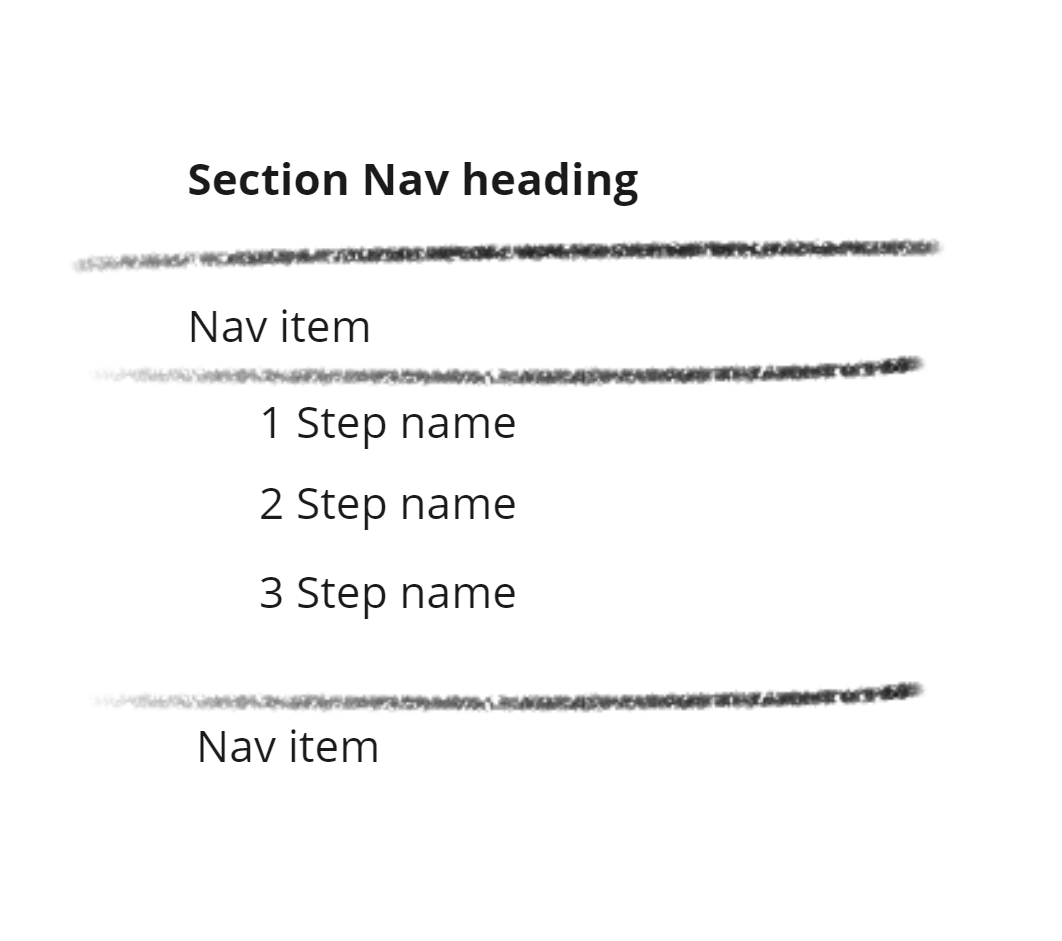 Section Nav heading
Nav item
1 Step name
2 Step name
3 Step name
Nav item